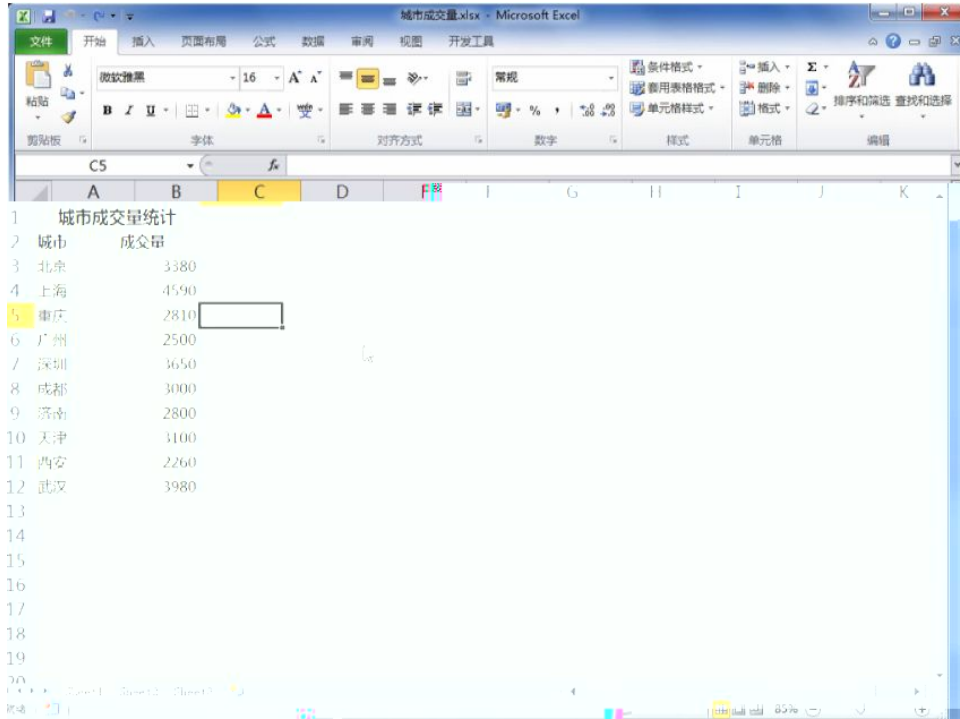 城市成交量.xlsx - Microsoft Excel
文件 开始 插入 页面布局 公式 数据 审阅 视图 开发工具
微软雅黑 16 A A 常规 条件格式 插入 Σ
粘贴 套用表格格式 删除 排序和筛选 查找和选择
B I U A % , 单元格样式 格式
剪贴板 字体 对齐方式 数字 样式 单元格 编辑
C5 fx
A B C D F G H I J K
1 城市成交量统计
2 城市 成交量
3 北京 3380
4 上海 4590
5 重庆 2810
6 广州 2500
7 深圳 3650
8 成都 3000
9 济南 2800
10 天津 3100
11 西安 2260
12 武汉 3980
13
14
15
16
17
18
19
20
85%